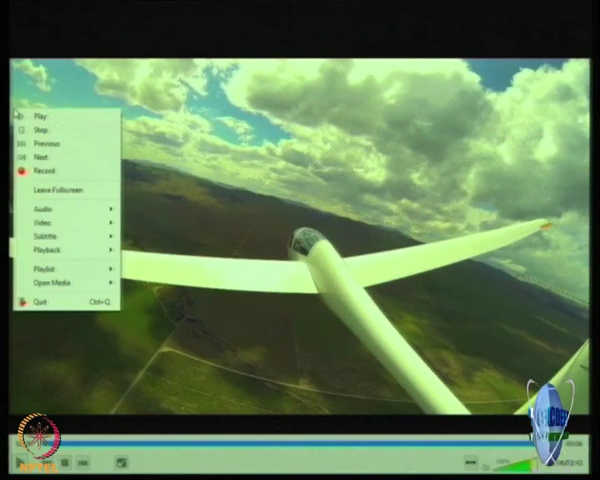 Play
Stop
Previous
Next
Record
Leave Fullscreen
Audio
Video
Subtitle
Playback
Playlist
Open Media
Quit Ctrl+Q
NPTEL